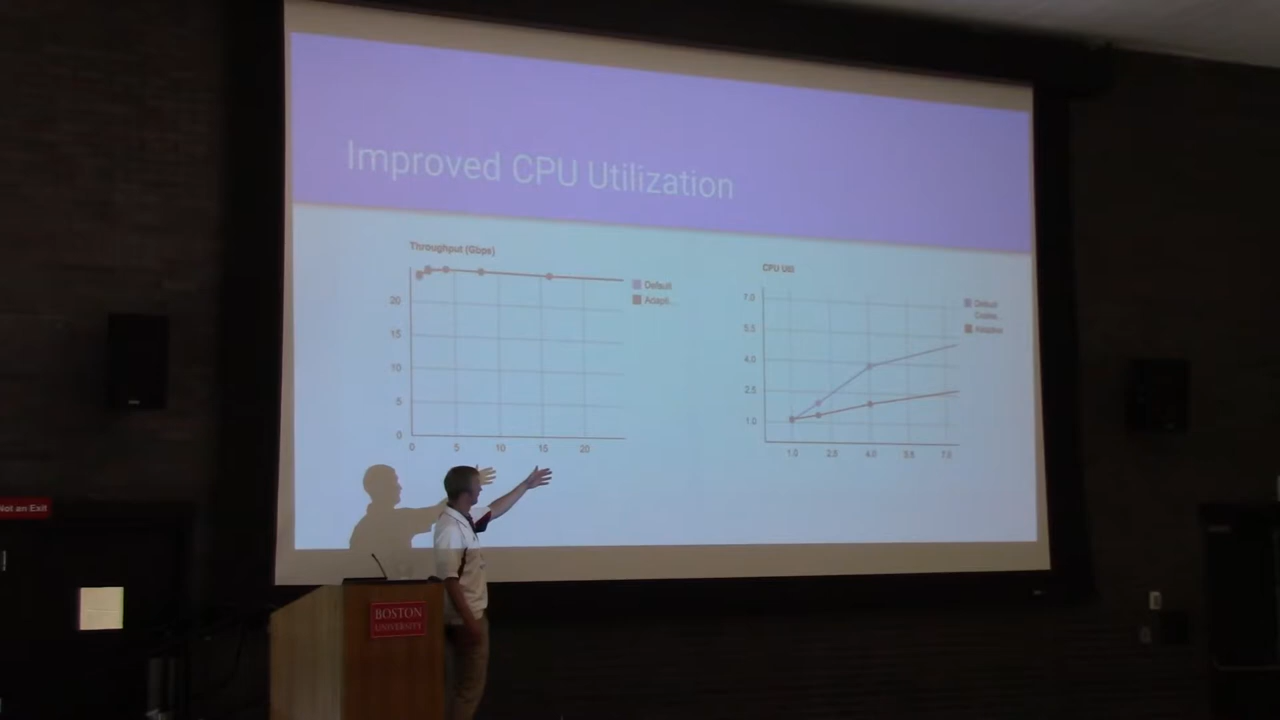 Improved CPU Utilization
Throughput (Gbps)
20
15
10
5
0
0 5 10 15 20
Default
Adapti...
CPU Util
7.0
5.5
4.0
2.5
1.0
1.0 2.5 4.0 5.5 7.0
Default
Adaptive
Not an Exit
BOSTON
UNIVERSITY